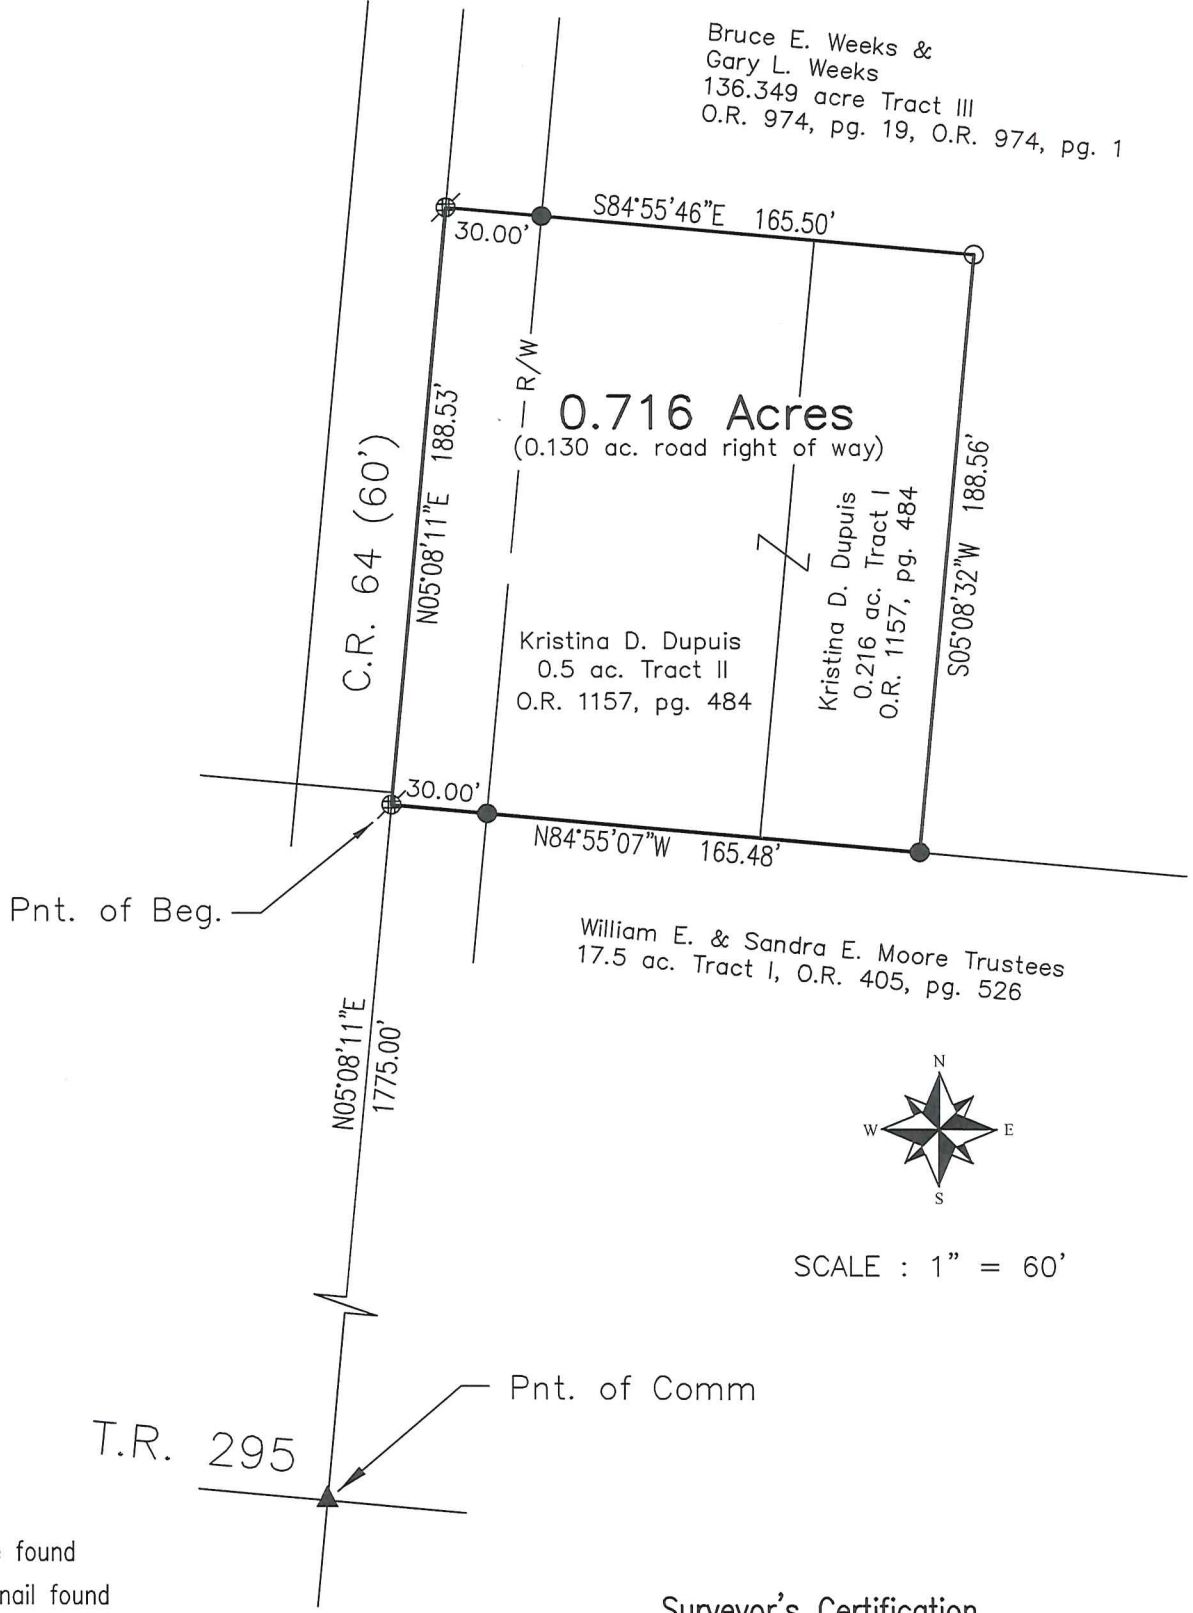 Bruce E. Weeks &
Gary L. Weeks
136.349 acre Tract III
O.R. 974, pg. 19, O.R. 974, pg. 1
S84°55'46"E 165.50'
30.00'
R/W
0.716 Acres
(0.130 ac. road right of way)
C.R. 64 (60')
N05°08'11"E 188.53'
Kristina D. Dupuis
0.5 ac. Tract II
O.R. 1157, pg. 484
Kristina D. Dupuis
0.216 ac. Tract I
O.R. 1157, pg. 484
S05°08'32"W 188.56'
30.00'
N84°55'07"W 165.48'
Pnt. of Beg.
William E. & Sandra E. Moore Trustees
17.5 ac. Tract I, O.R. 405, pg. 526
N05°08'11"E
1775.00'
N
W E
S
SCALE : 1" = 60'
Pnt. of Comm
T.R. 295
found
nail found
Surveyor's Certification